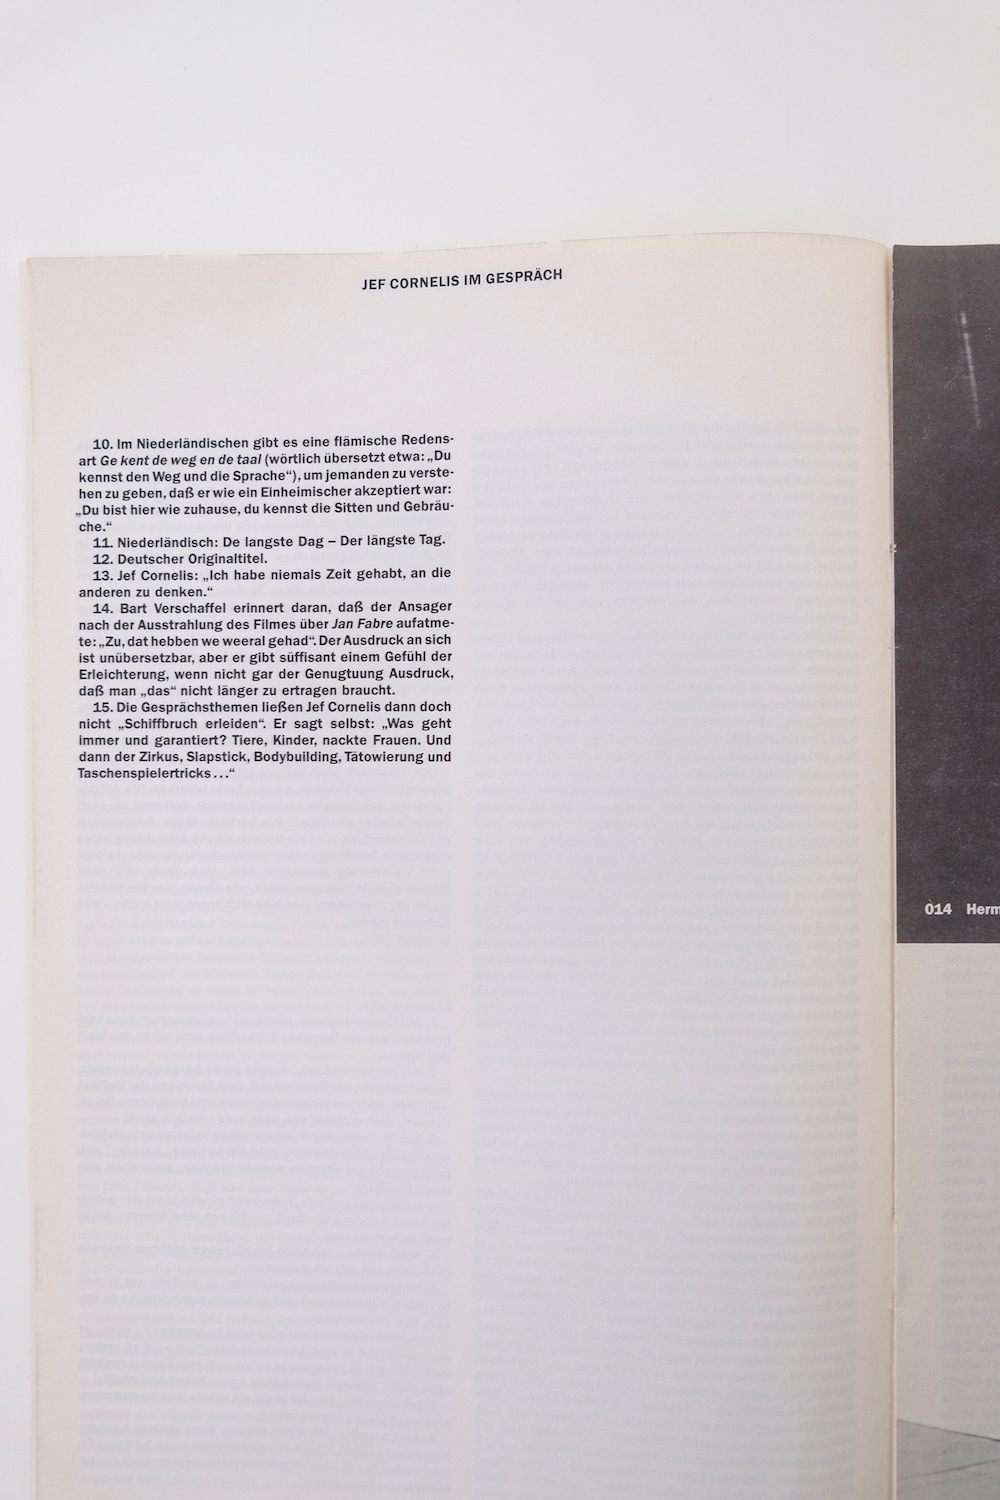 JEF CORNELIS IM GESPRÄCH
10. Im Niederländischen gibt es eine flämische Redens-
art Ge kent de weg en de taal (wörtlich übersetzt etwa: „Du
kennst den Weg und die Sprache“), um jemanden zu verste-
hen zu geben, daß er wie ein Einheimischer akzeptiert war:
„Du bist hier wie zuhause, du kennst die Sitten und Gebräu-
che.“
11. Niederländisch: De langste Dag – Der längste Tag.
12. Deutscher Originaltitel.
13. Jef Cornelis: „Ich habe niemals Zeit gehabt, an die
anderen zu denken.“
14. Bart Verschaffel erinnert daran, daß der Ansager
nach der Ausstrahlung des Filmes über Jan Fabre aufatme-
te: „Zu, dat hebben we weeral gehad“. Der Ausdruck an sich
ist unübersetzbar, aber er gibt süffisant einem Gefühl der
Erleichterung, wenn nicht gar der Genugtuung Ausdruck,
daß man „das“ nicht länger zu ertragen braucht.
15. Die Gesprächsthemen ließen Jef Cornelis dann doch
nicht „Schiffbruch erleiden“. Er sagt selbst: „Was geht
immer und garantiert? Tiere, Kinder, nackte Frauen. Und
dann der Zirkus, Slapstick, Bodybuilding, Tätowierung und
Taschenspielertricks...“
014 Herm